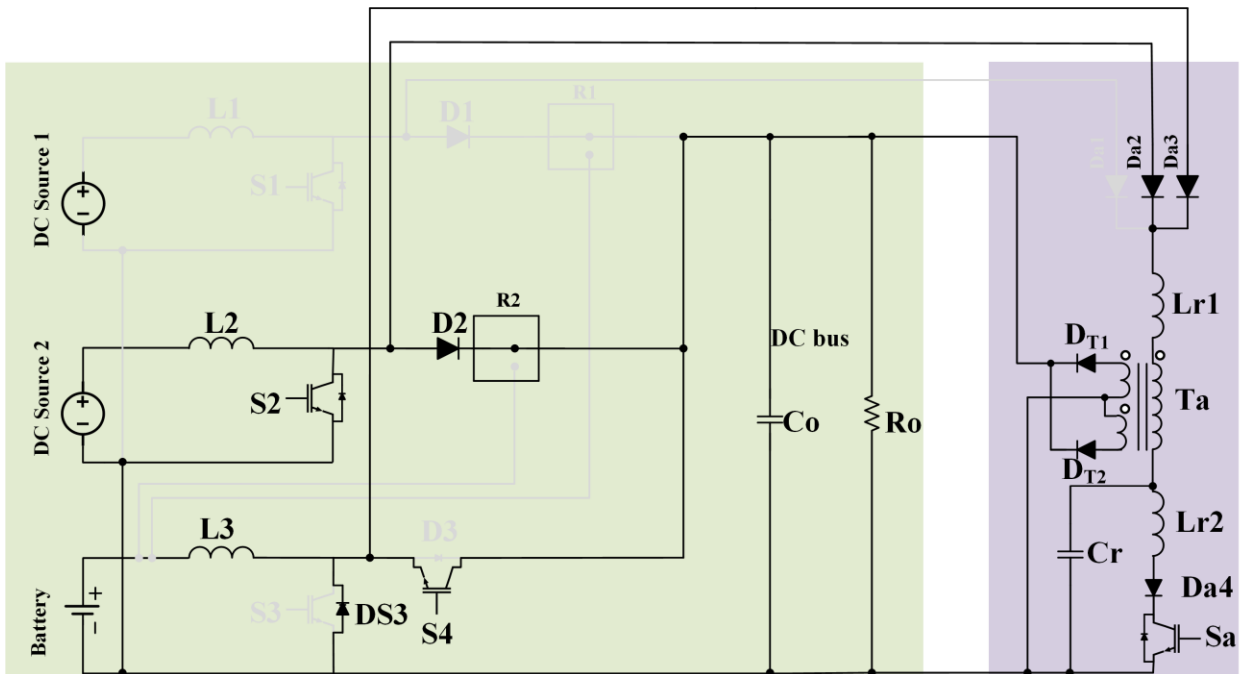 L1
D1
R1
DC Source 1
S1
Da1
Da2
Da3
L2
D2
R2
DC Source 2
S2
DC bus
Co
Ro
Lr1
DT1
Ta
DT2
Lr2
Cr
L3
D3
Battery
S3
DS3
S4
Da4
Sa